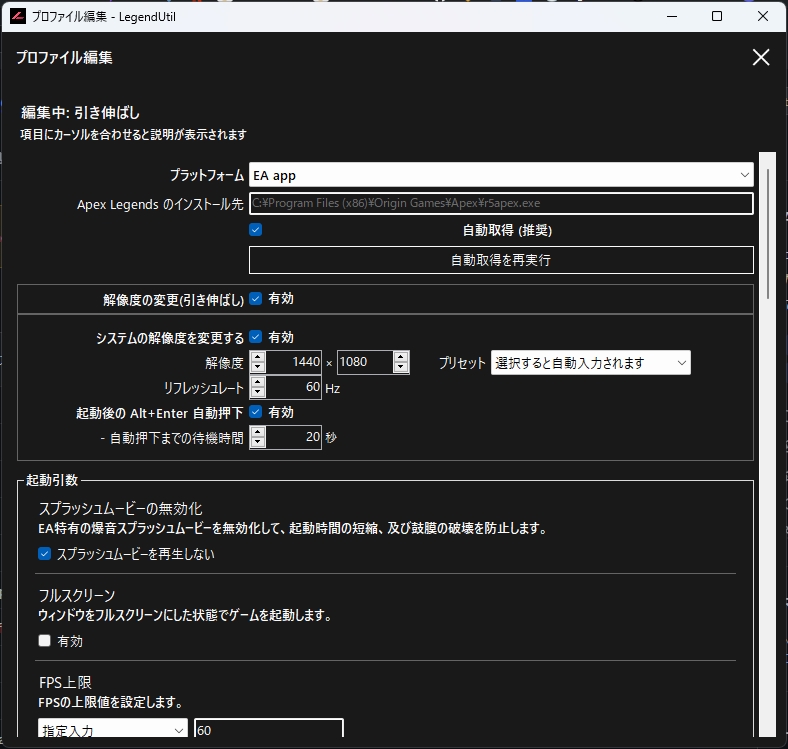 プロファイル編集 - LegendUtil
プロファイル編集
編集中: 引き伸ばし
項目にカーソルを合わせると説明が表示されます
プラットフォーム EA app
Apex Legends のインストール先 C:¥Program Files (x86)¥Origin Games¥Apex¥r5apex.exe
自動取得 (推奨)
自動取得を再実行
解像度の変更(引き伸ばし) 有効
システムの解像度を変更する 有効
解像度 1440 × 1080 プリセット 選択すると自動入力されます
リフレッシュレート 60 Hz
起動後の Alt+Enter 自動押下 有効
- 自動押下までの待機時間 20 秒
起動引数
スプラッシュムービーの無効化
EA特有の爆音スプラッシュムービーを無効化して、起動時間の短縮、及び鼓膜の破壊を防止します。
スプラッシュムービーを再生しない
フルスクリーン
ウィンドウをフルスクリーンにした状態でゲームを起動します。
有効
FPS上限
FPSの上限値を設定します。
指定入力 60